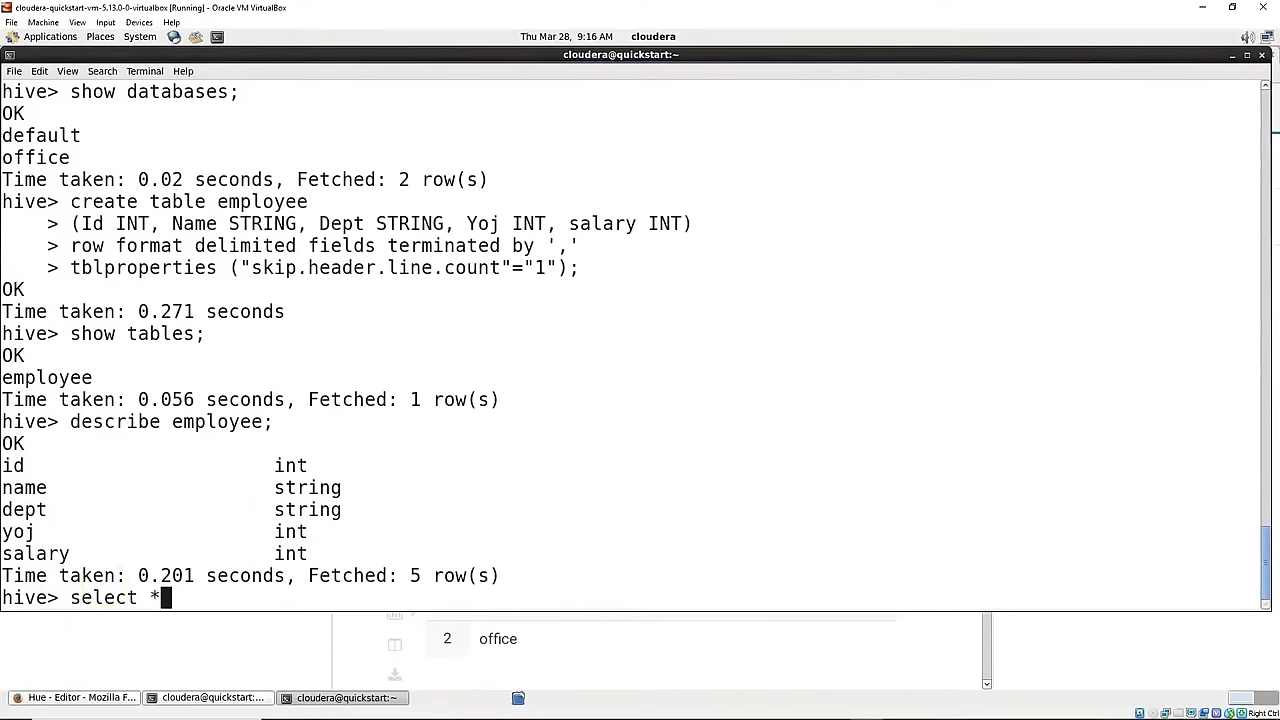 cloudera-quickstart-vm-5.13.0-0-virtualbox [Running] - Oracle VM VirtualBox
File Machine View Input Devices Help
Applications Places System Thu Mar 28, 9:16 AM cloudera
cloudera@quickstart:~
File Edit View Search Terminal Help
hive> show databases;
OK
default
office
Time taken: 0.02 seconds, Fetched: 2 row(s)
hive> create table employee
    > (Id INT, Name STRING, Dept STRING, Yoj INT, salary INT)
    > row format delimited fields terminated by ','
    > tblproperties ("skip.header.line.count"="1");
OK
Time taken: 0.271 seconds
hive> show tables;
OK
employee
Time taken: 0.056 seconds, Fetched: 1 row(s)
hive> describe employee;
OK
id int
name string
dept string
yoj int
salary int
Time taken: 0.201 seconds, Fetched: 5 row(s)
hive> select *
2 office
Hue - Editor - Mozilla F... cloudera@quickstart:... cloudera@quickstart:~
Right Ctrl